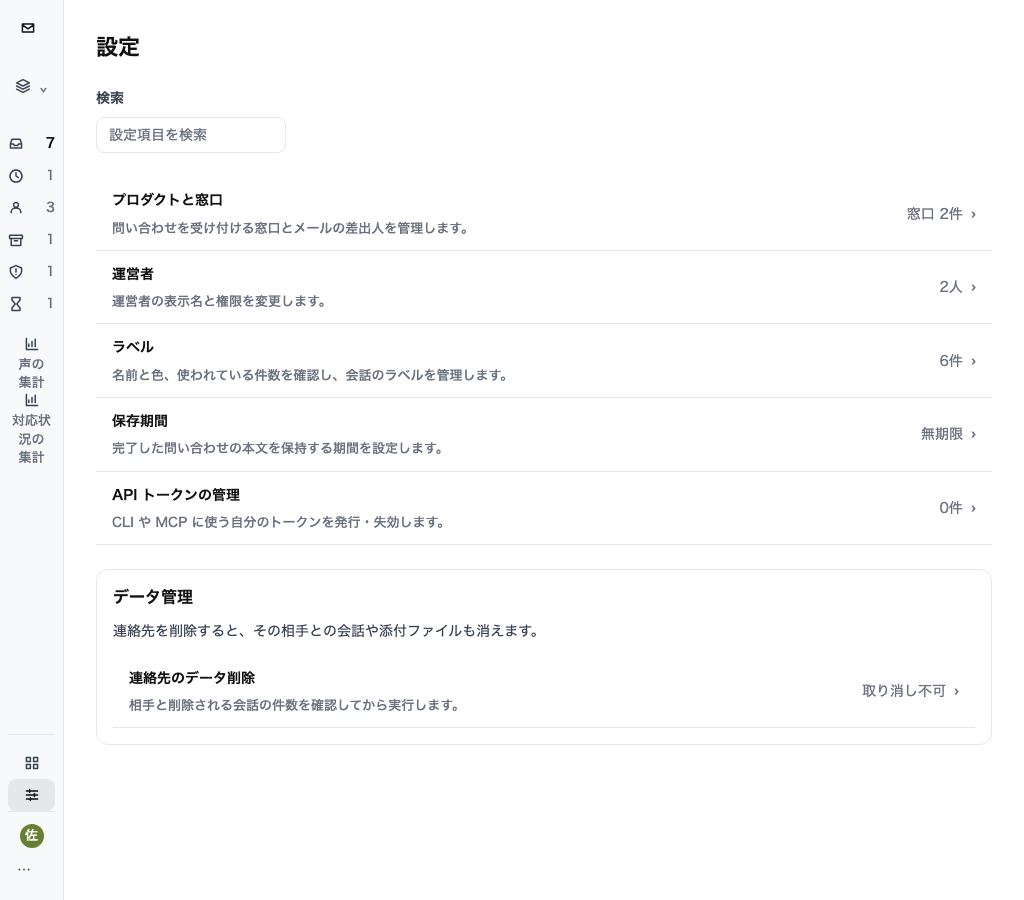 設定
検索
設定項目を検索
プロダクトと窓口
問い合わせを受け付ける窓口とメールの差出人を管理します。
窓口 2件 ›
運営者
運営者の表示名と権限を変更します。
2人 ›
ラベル
名前と色、使われている件数を確認し、会話のラベルを管理します。
6件 ›
保存期間
完了した問い合わせの本文を保持する期間を設定します。
無期限 ›
API トークンの管理
CLI や MCP に使う自分のトークンを発行・失効します。
0件 ›
データ管理
連絡先を削除すると、その相手との会話や添付ファイルも消えます。
連絡先のデータ削除
相手と削除される会話の件数を確認してから実行します。
取り消し不可 ›
7
1
3
1
1
1
声の
集計
対応状
況の
集計
佐
…